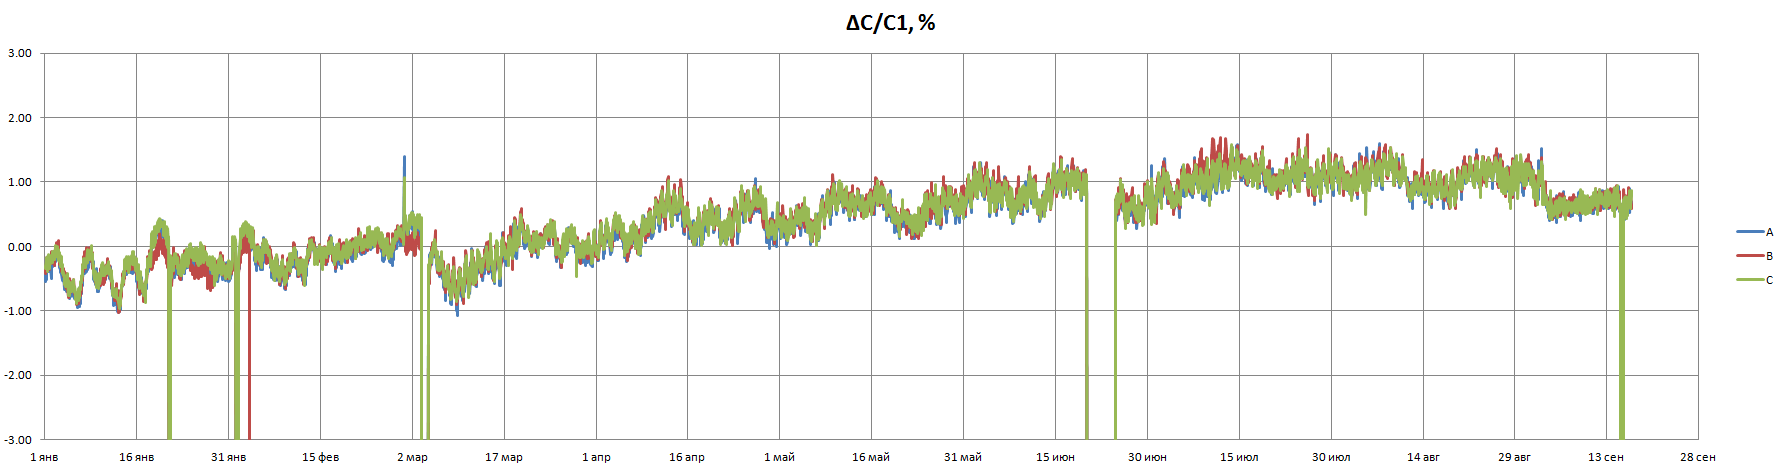 ΔC/C1, %
3.00
2.00
1.00
0.00
-1.00
-2.00
-3.00
1 янв 16 янв 31 янв 15 фев 2 мар 17 мар 1 апр 16 апр 1 май 16 май 31 май 15 июн 30 июн 15 июл 30 июл 14 авг 29 авг 13 сен 28 сен
A
B
C